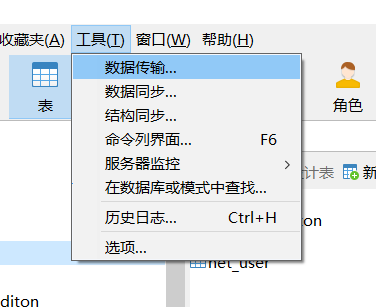 收藏夹(A) 工具(T) 窗口(W) 帮助(H)
表
角色
数据传输...
数据同步...
结构同步...
命令列界面... F6
服务器监控
在数据库或模式中查找...
历史日志... Ctrl+H
选项...
计表 新
on
net_user
diton